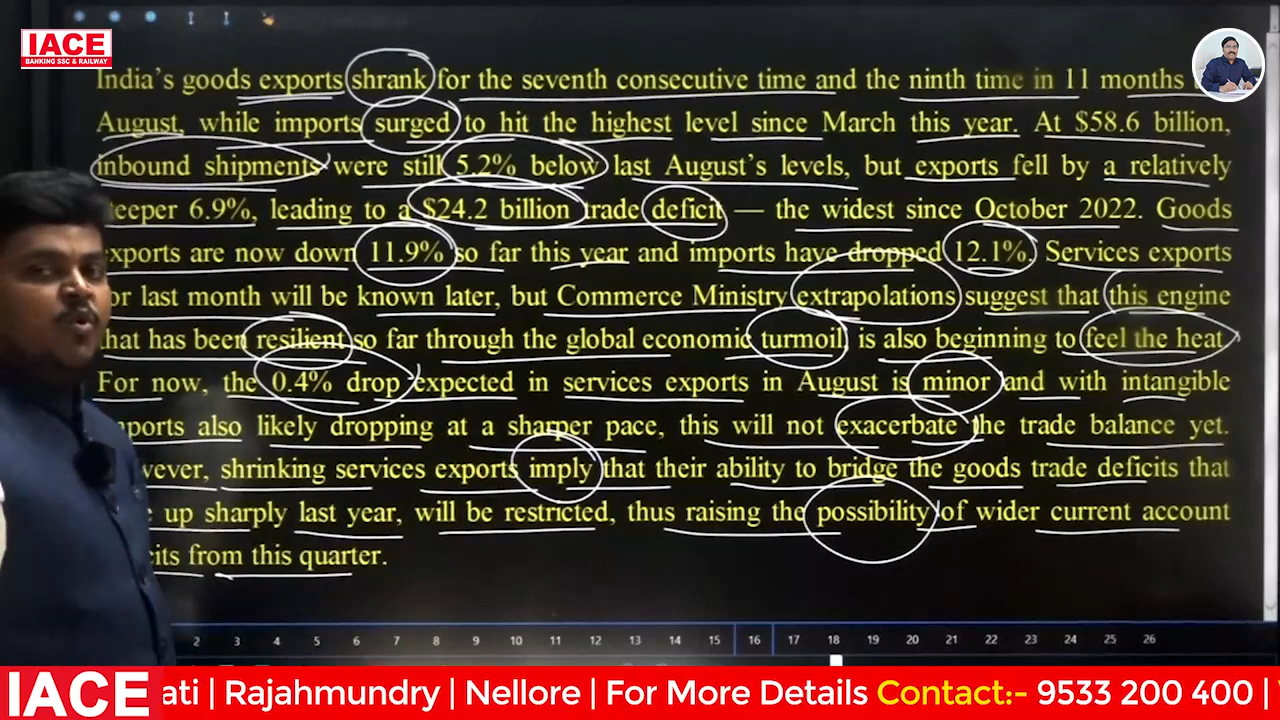 IACE
BANKING SSC & RAILWAY
India's goods exports shrank for the seventh consecutive time and the ninth time in 11 months
August, while imports surged to hit the highest level since March this year. At $58.6 billion,
inbound shipments were still 5.2% below last August's levels, but exports fell by a relatively
6.9%, leading to a $24.2 billion trade deficit — the widest since October 2022. Goods
exports are now down 11.9% so far this year and imports have dropped 12.1%. Services exports
last month will be known later, but Commerce Ministry extrapolations suggest that this engine
that has been resilient so far through the global economic turmoil, is also beginning to feel the heat
For now, the 0.4% drop expected in services exports in August is minor and with intangible
also likely dropping at a sharper pace, this will not exacerbate the trade balance yet.
shrinking services exports imply that their ability to bridge the goods trade deficits that
up sharply last year, will be restricted, thus raising the possibility of wider current account
from this quarter.
2 3 4 5 6 7 8 9 10 11 12 13 14 15 16 17 18 19 20 21 22 23 24 25 26
IACE
ati | Rajahmundry | Nellore | For More Details Contact:- 9533 200 400 |